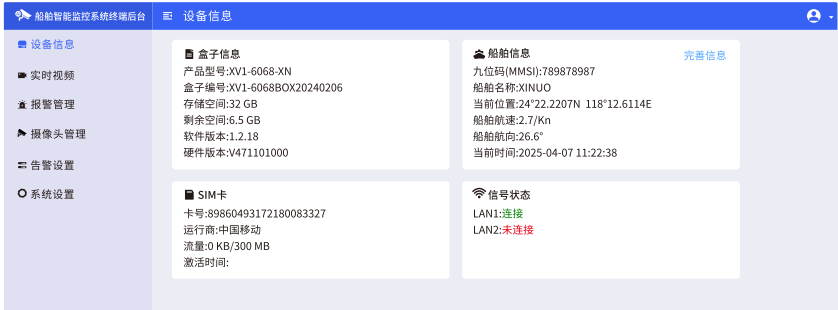 船舶智能监控系统终端后台
设备信息
设备信息
实时视频
报警管理
摄像头管理
告警设置
系统设置
盒子信息
产品型号:XV1-6068-XN
盒子编号:XV1-6068BOX20240206
存储空间:32 GB
剩余空间:6.5 GB
软件版本:1.2.18
硬件版本:V471101000
船舶信息
完善信息
九位码(MMSI):789878987
船舶名称:XINUO
当前位置:24°22.2207N  118°12.6114E
船舶航速:2.7/Kn
船舶航向:26.6°
当前时间:2025-04-07 11:22:38
SIM卡
卡号:89860493172180083327
运行商:中国移动
流量:0 KB/300 MB
激活时间:
信号状态
LAN1:连接
LAN2:未连接